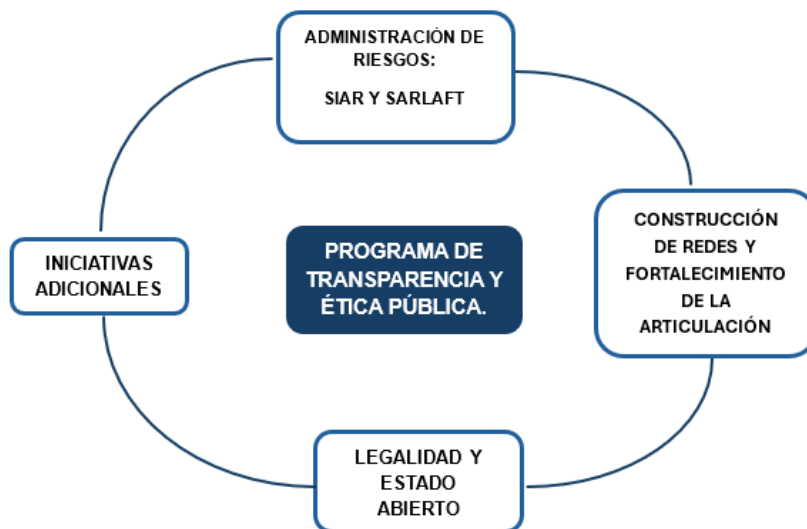 ADMINISTRACIÓN DE
RIESGOS:
SIAR Y SARLAFT
CONSTRUCCIÓN
DE REDES Y
FORTALECIMIENTO
DE LA
ARTICULACIÓN
PROGRAMA DE
TRANSPARENCIA Y
ÉTICA PÚBLICA.
INICIATIVAS
ADICIONALES
LEGALIDAD Y
ESTADO
ABIERTO